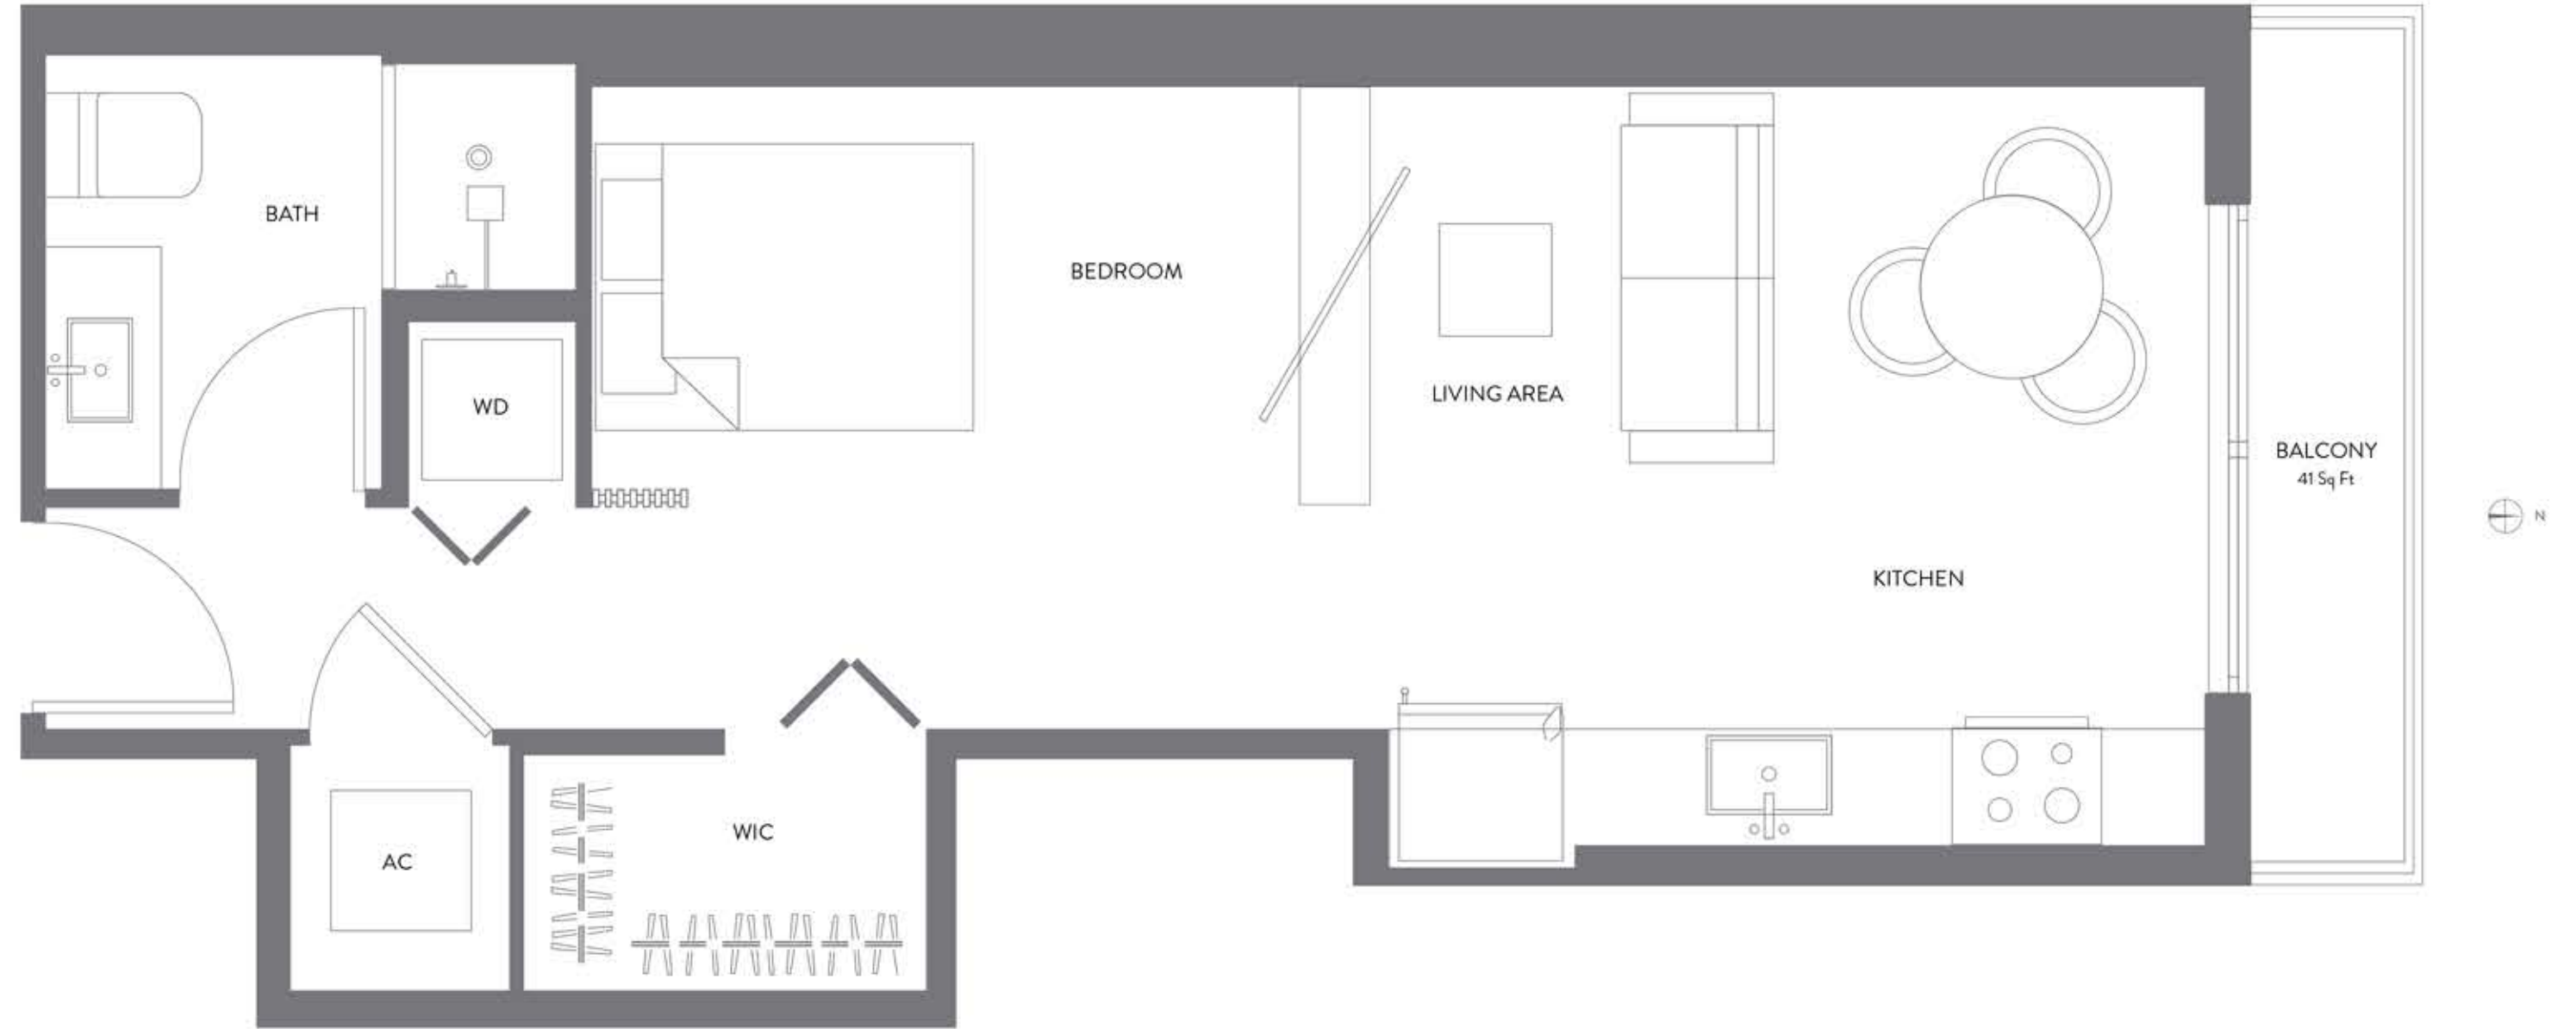 BATH
WD
BEDROOM
LIVING AREA
KITCHEN
BALCONY
41 Sq Ft
N
AC
WIC